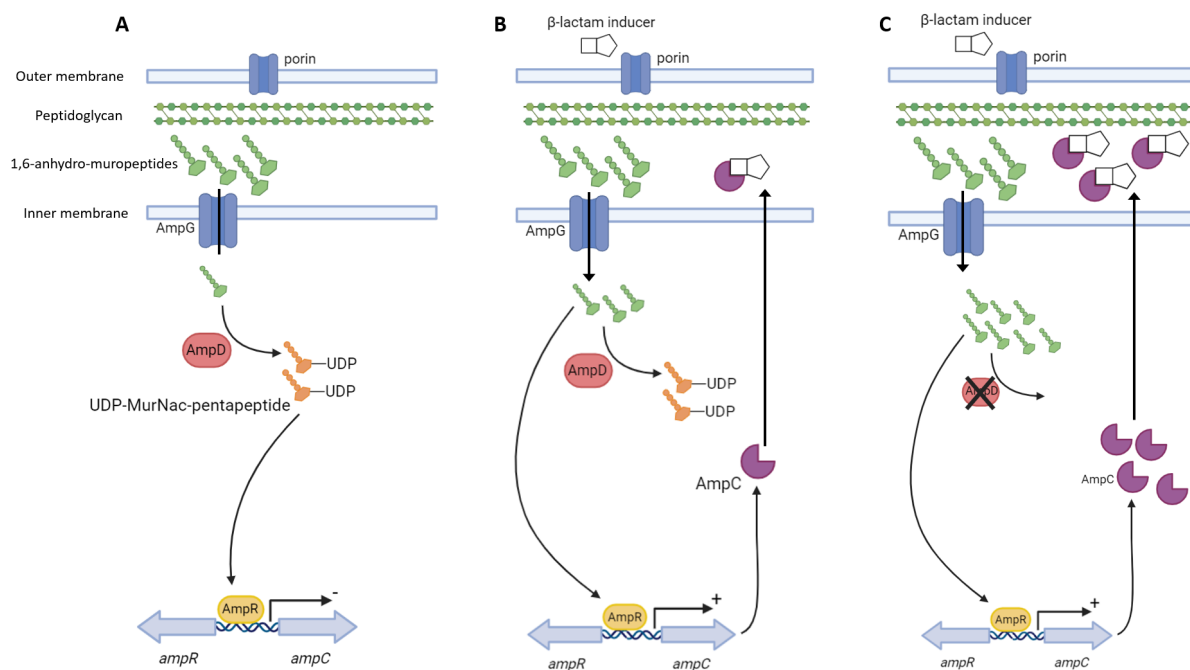 A
porin
Outer membrane
Peptidoglycan
1,6-anhydro-muropeptides
Inner membrane
AmpG
AmpD
UDP
UDP
UDP-MurNac-pentapeptide
AmpR
-
ampR
ampC
B
β-lactam inducer
porin
AmpG
AmpD
UDP
UDP
AmpC
AmpR
+
ampR
ampC
C
β-lactam inducer
porin
AmpG
AmpD
AmpC
AmpR
+
ampR
ampC